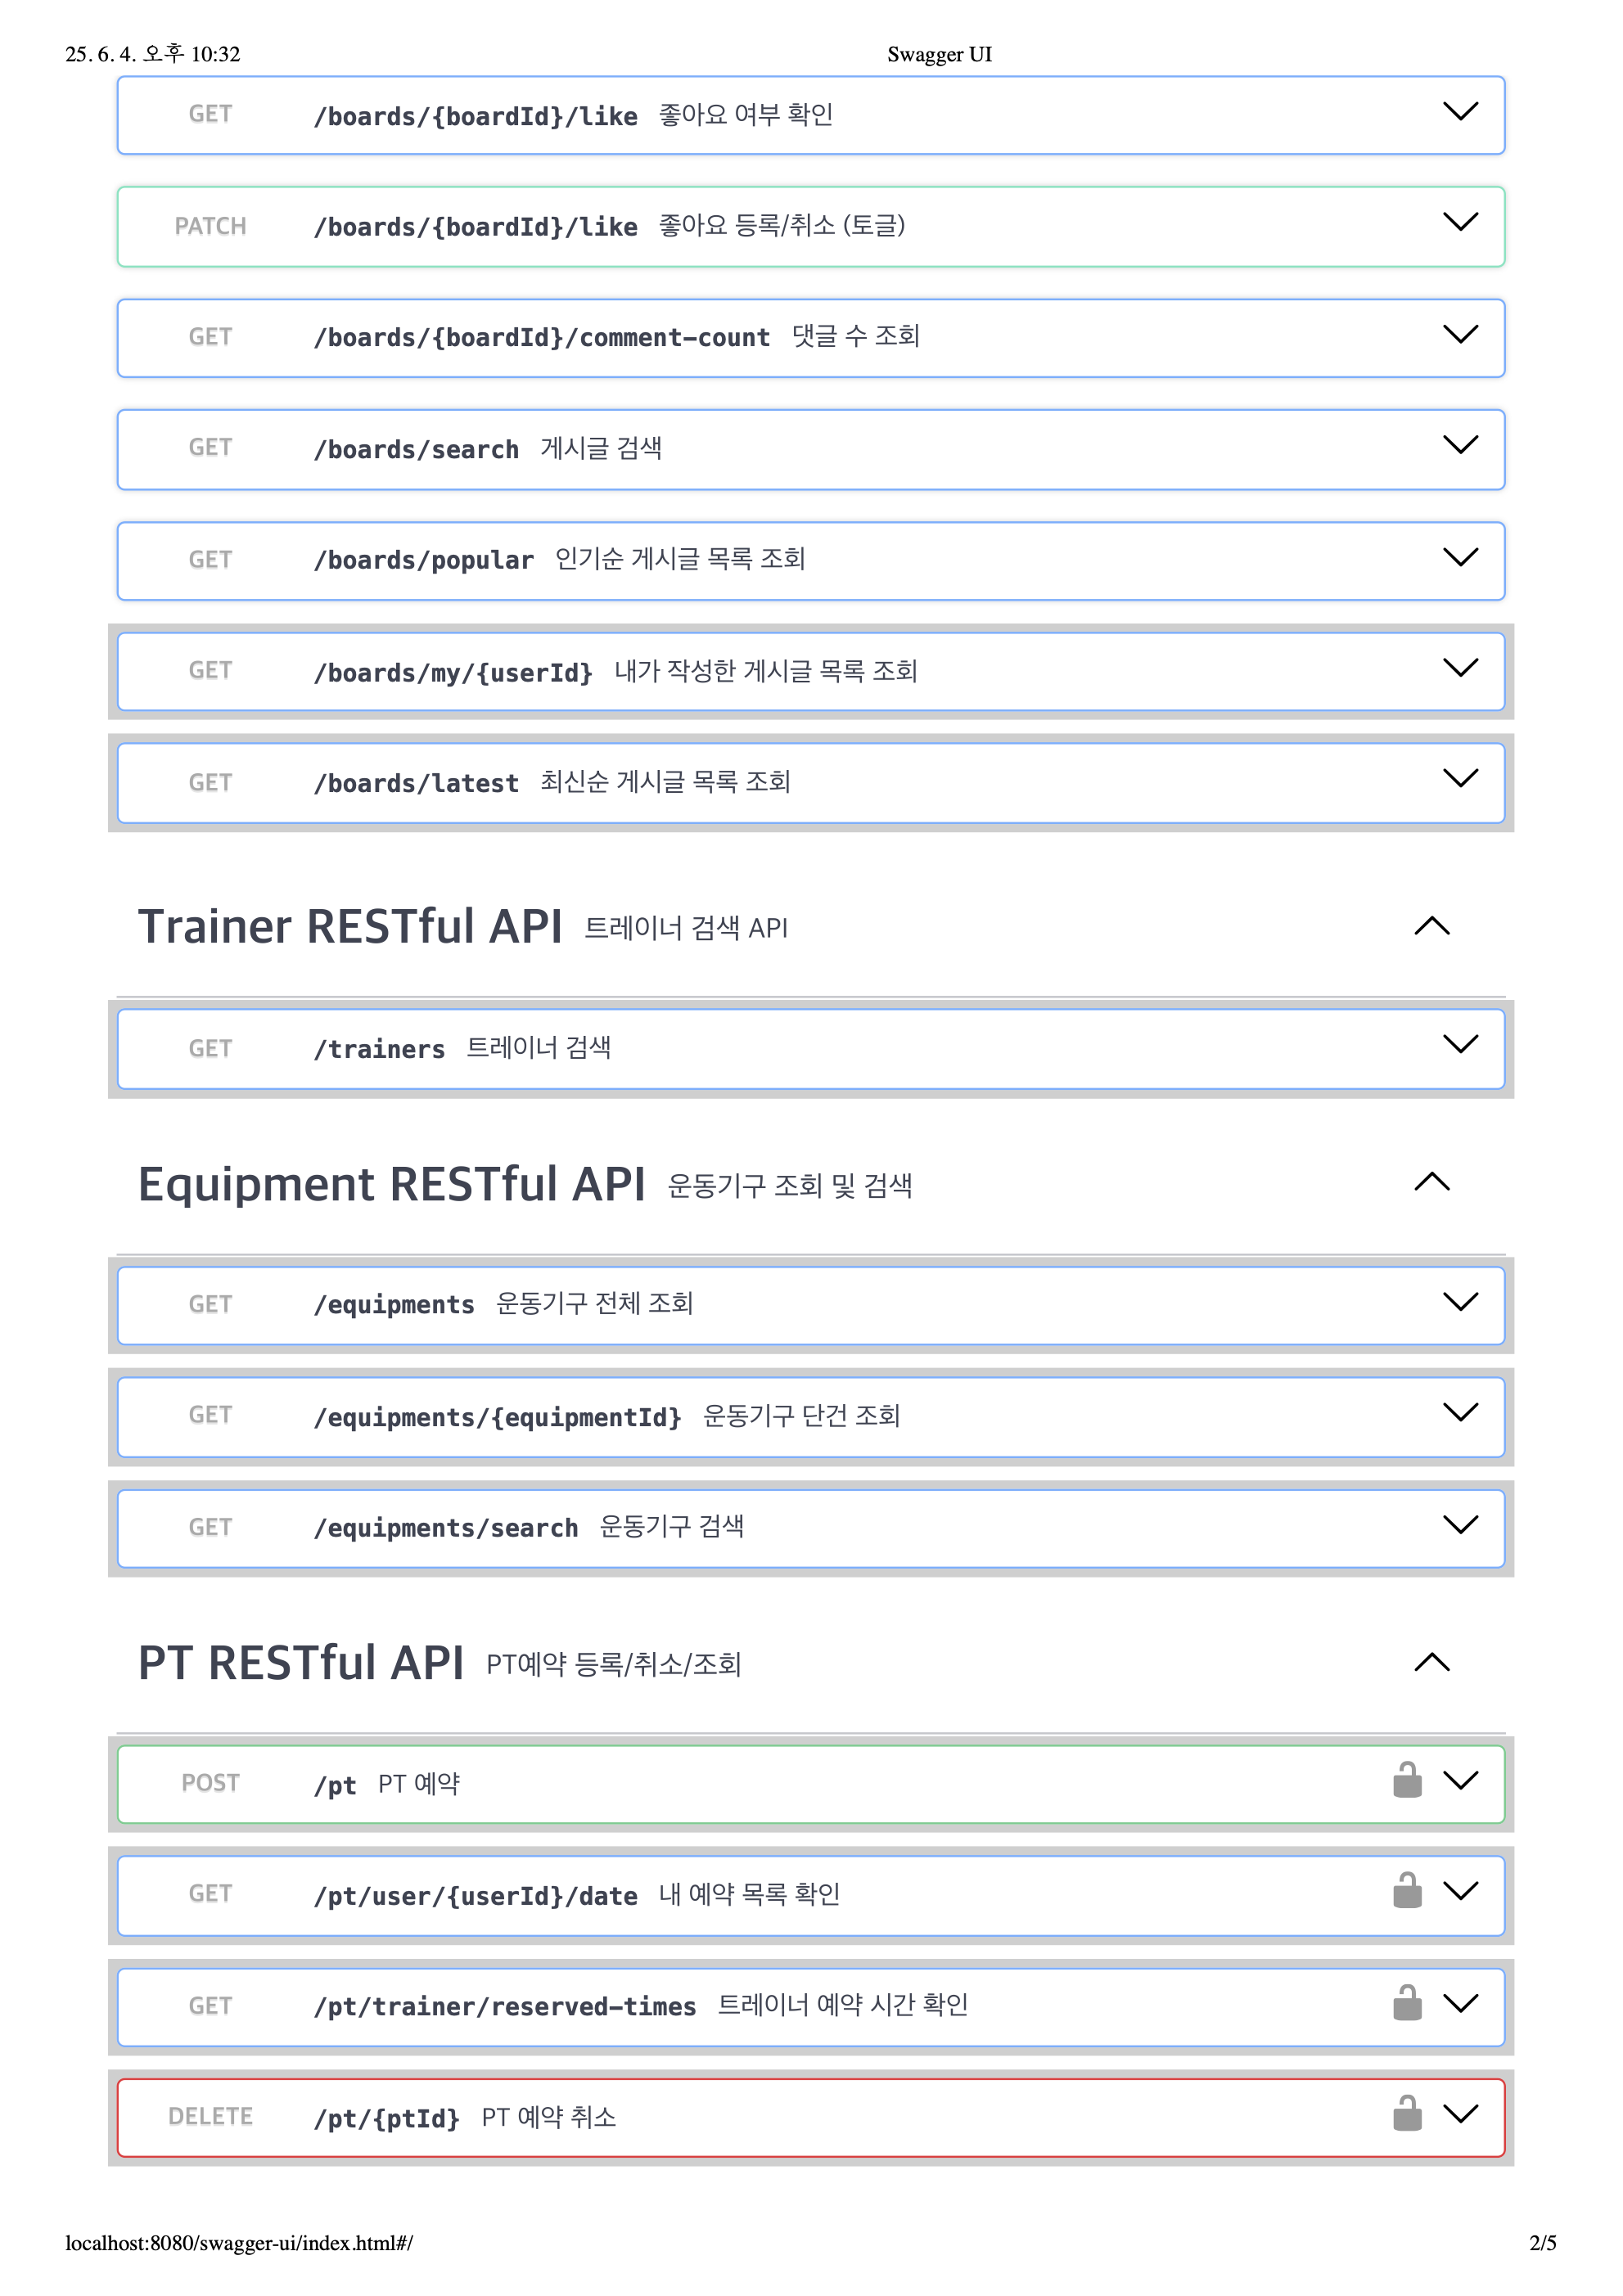 25. 6. 4. 오후 10:32 Swagger UI
GET /boards/{boardId}/like 좋아요 여부 확인
PATCH /boards/{boardId}/like 좋아요 등록/취소 (토글)
GET /boards/{boardId}/comment-count 댓글 수 조회
GET /boards/search 게시글 검색
GET /boards/popular 인기순 게시글 목록 조회
GET /boards/my/{userId} 내가 작성한 게시글 목록 조회
GET /boards/latest 최신순 게시글 목록 조회
Trainer RESTful API 트레이너 검색 API
GET /trainers 트레이너 검색
Equipment RESTful API 운동기구 조회 및 검색
GET /equipments 운동기구 전체 조회
GET /equipments/{equipmentId} 운동기구 단건 조회
GET /equipments/search 운동기구 검색
PT RESTful API PT예약 등록/취소/조회
POST /pt PT 예약
GET /pt/user/{userId}/date 내 예약 목록 확인
GET /pt/trainer/reserved-times 트레이너 예약 시간 확인
DELETE /pt/{ptId} PT 예약 취소
localhost:8080/swagger-ui/index.html#/ 2/5